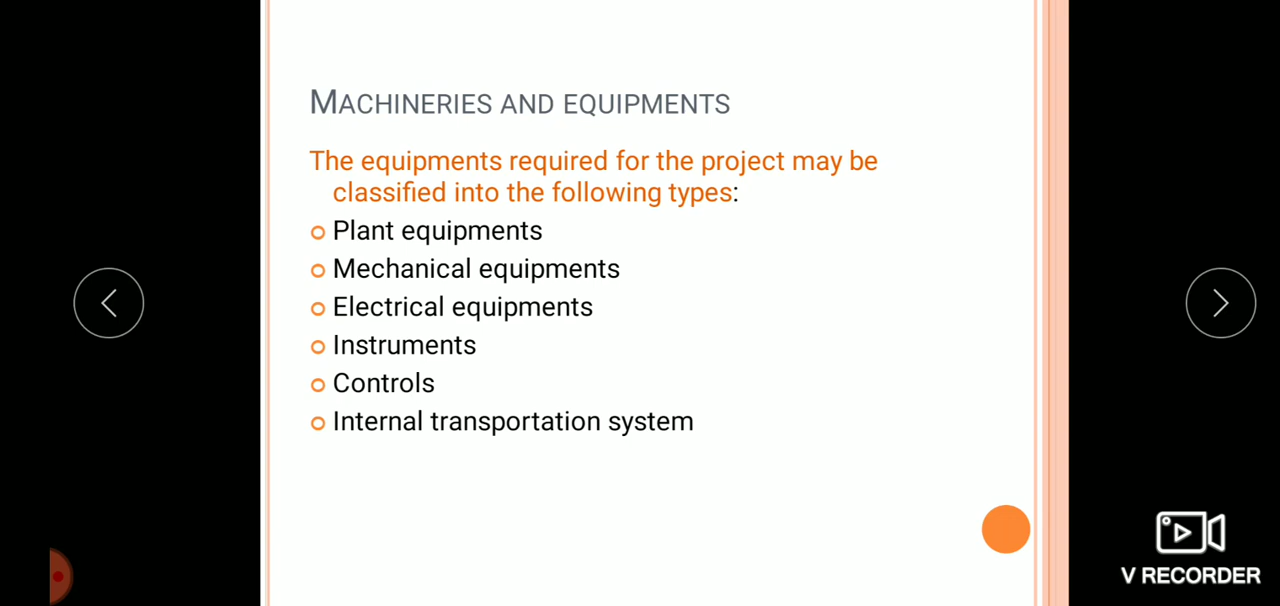 MACHINERIES AND EQUIPMENTS
The equipments required for the project may be
classified into the following types:
Plant equipments
Mechanical equipments
Electrical equipments
Instruments
Controls
Internal transportation system
V RECORDER